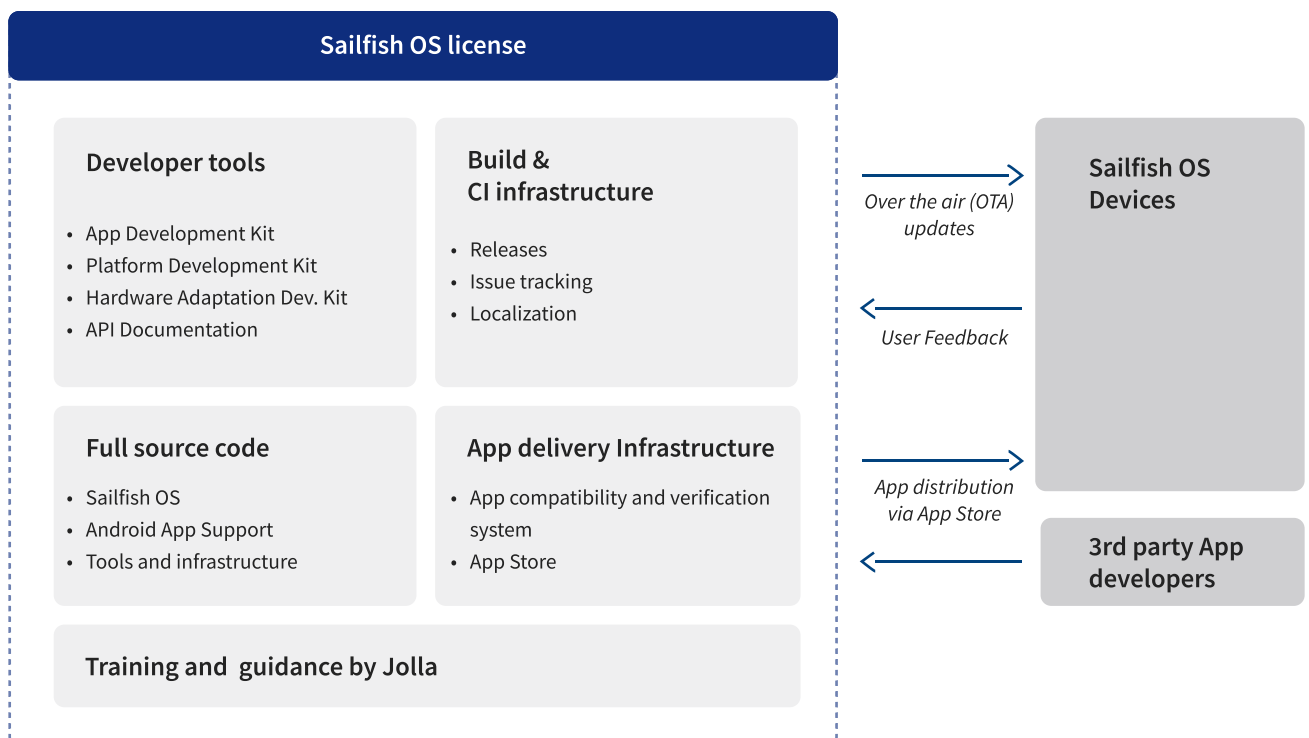 Sailfish OS license
Developer tools
• App Development Kit
• Platform Development Kit
• Hardware Adaptation Dev. Kit
• API Documentation
Build &
CI infrastructure
• Releases
• Issue tracking
• Localization
Full source code
• Sailfish OS
• Android App Support
• Tools and infrastructure
App delivery Infrastructure
• App compatibility and verification
system
• App Store
Training and guidance by Jolla
Over the air (OTA)
updates
User Feedback
App distribution
via App Store
Sailfish OS
Devices
3rd party App
developers